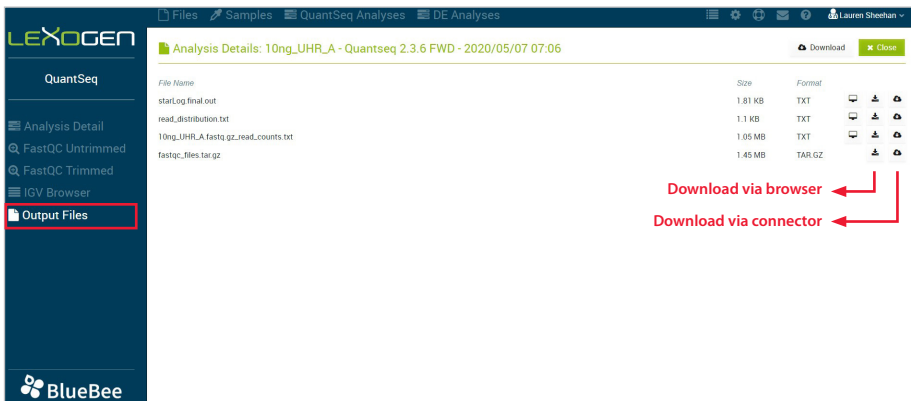 Files Samples QuantSeq Analyses DE Analyses Lauren Sheehan
LEXOGEN
QuantSeq
Analysis Detail
FastQC Untrimmed
FastQC Trimmed
IGV Browser
Output Files
BlueBee
Analysis Details: 10ng_UHR_A - Quantseq 2.3.6 FWD - 2020/05/07 07:06 Download x Close
File Name Size Format
starLog.final.out 1.81 KB TXT
read_distribution.txt 1.1 KB TXT
10ng_UHR_A.fastq.gz_read_counts.txt 1.05 MB TXT
fastqc_files.tar.gz 1.45 MB TAR.GZ
Download via browser
Download via connector